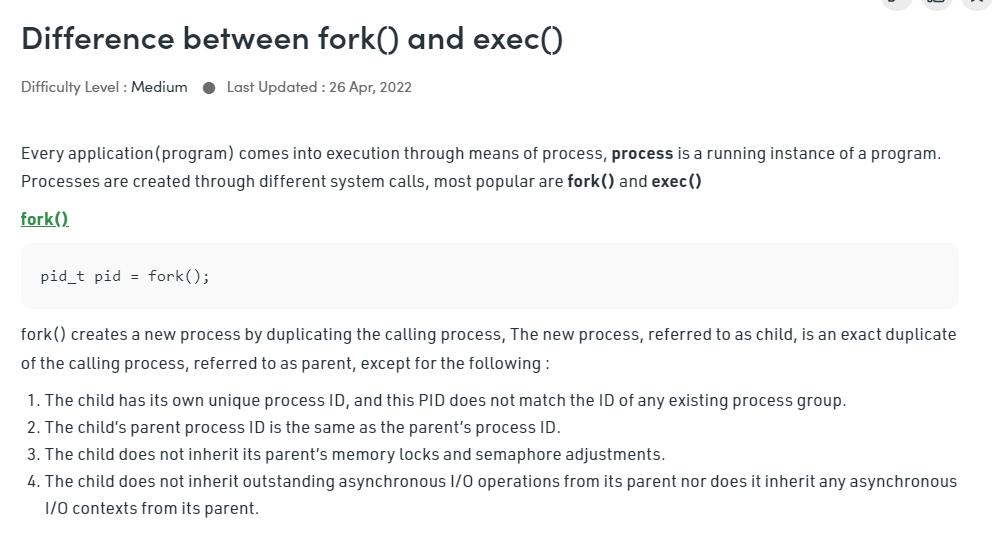 Difference between fork() and exec()
Difficulty Level : Medium ● Last Updated : 26 Apr, 2022
Every application(program) comes into execution through means of process, process is a running instance of a program.
Processes are created through different system calls, most popular are fork() and exec()
fork()
pid_t pid = fork();
fork() creates a new process by duplicating the calling process, The new process, referred to as child, is an exact duplicate
of the calling process, referred to as parent, except for the following :
1. The child has its own unique process ID, and this PID does not match the ID of any existing process group.
2. The child’s parent process ID is the same as the parent’s process ID.
3. The child does not inherit its parent’s memory locks and semaphore adjustments.
4. The child does not inherit outstanding asynchronous I/O operations from its parent nor does it inherit any asynchronous
I/O contexts from its parent.